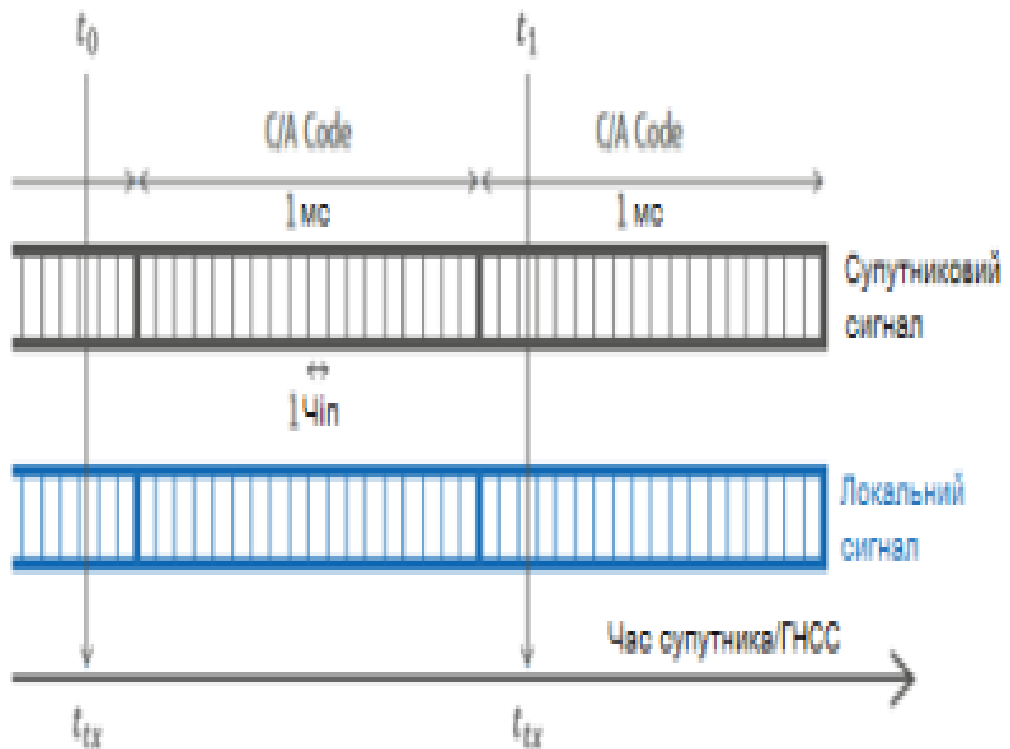 t₀ t₁
C/A Code C/A Code
1 мс 1 мс
Супутниковий
сигнал
1 Чіп
Локальний
сигнал
Час супутника/ГНСС
tₜₓ tₜₓ